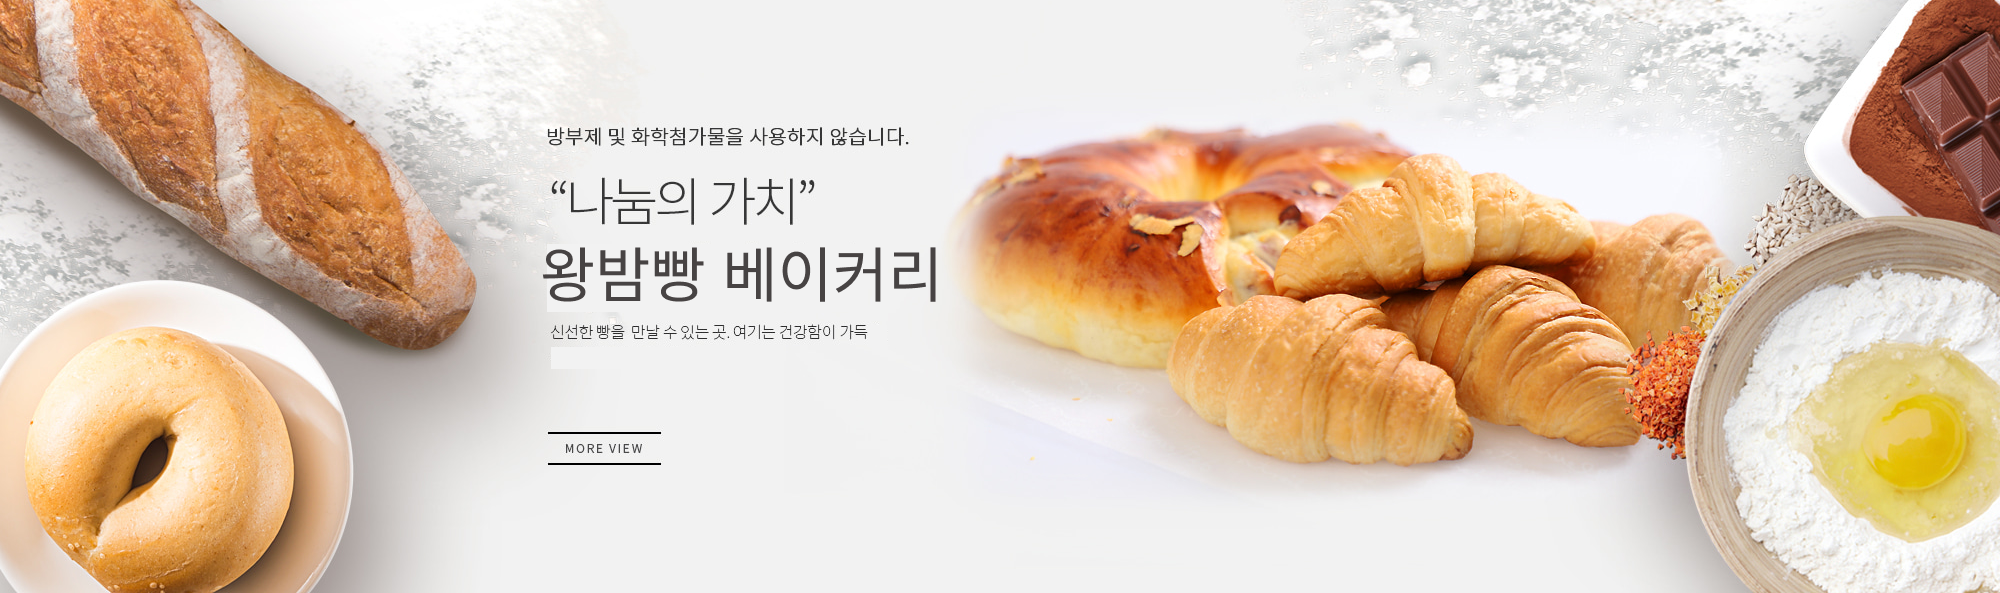 방부제 및 화학첨가물을 사용하지 않습니다.
“나눔의 가치”
왕밤빵 베이커리
신선한 빵을 만날 수 있는 곳. 여기는 건강함이 가득
MORE VIEW